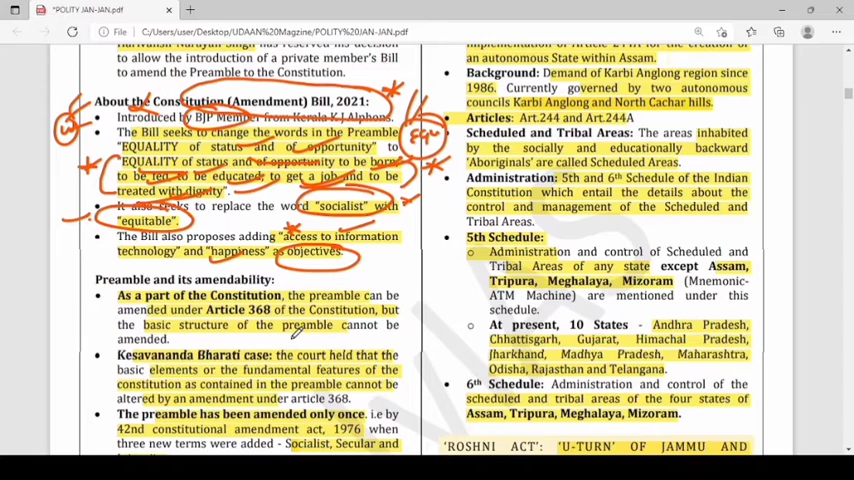 POLITY JAN-JAN..pdf
File
C:/Users/user/Desktop/UDAAN%20Magzine/POLITY%20JAN-JAN..pdf
Harivansh Narayan Singh has reserved his decision
to allow the introduction of a private member's Bill
to amend the Preamble to the Constitution.
About the Constitution (Amendment) Bill, 2021:
• Introduced by BJP Member from Kerala K J Alphons.
• The Bill seeks to change the words in the Preamble
"EQUALITY of status and of opportunity" to
"EQUALITY of status and of opportunity to be born,
to be fed, to be educated, to get a job and to be
treated with dignity".
• It also seeks to replace the word "socialist" with
"equitable".
• The Bill also proposes adding "access to information
technology" and "happiness" as objectives.
Preamble and its amendability:
• As a part of the Constitution, the preamble can be
amended under Article 368 of the Constitution, but
the basic structure of the preamble cannot be
amended.
• Kesavananda Bharati case: the court held that the
basic elements or the fundamental features of the
constitution as contained in the preamble cannot be
altered by an amendment under article 368.
• The preamble has been amended only once. i.e by
42nd constitutional amendment act, 1976 when
three new terms were added - Socialist, Secular and
implementation of Article 244A for the creation of
an autonomous State within Assam.
• Background: Demand of Karbi Anglong region since
1986. Currently governed by two autonomous
councils Karbi Anglong and North Cachar hills.
• Articles: Art.244 and Art.244A
• Scheduled and Tribal Areas: The areas inhabited
by the socially and educationally backward
'Aboriginals' are called Scheduled Areas.
• Administration: 5th and 6th Schedule of the Indian
Constitution which entail the details about the
control and management of the Scheduled and
Tribal Areas.
• 5th Schedule:
o Administration and control of Scheduled and
Tribal Areas of any state except Assam,
Tripura, Meghalaya, Mizoram (Mnemonic-
ATM Machine) are mentioned under this
schedule.
o At present, 10 States - Andhra Pradesh,
Chhattisgarh, Gujarat, Himachal Pradesh,
Jharkhand, Madhya Pradesh, Maharashtra,
Odisha, Rajasthan and Telangana.
• 6th Schedule: Administration and control of the
scheduled and tribal areas of the four states of
Assam, Tripura, Meghalaya, Mizoram.
'ROSHNI ACT': 'U-TURN' OF JAMMU AND